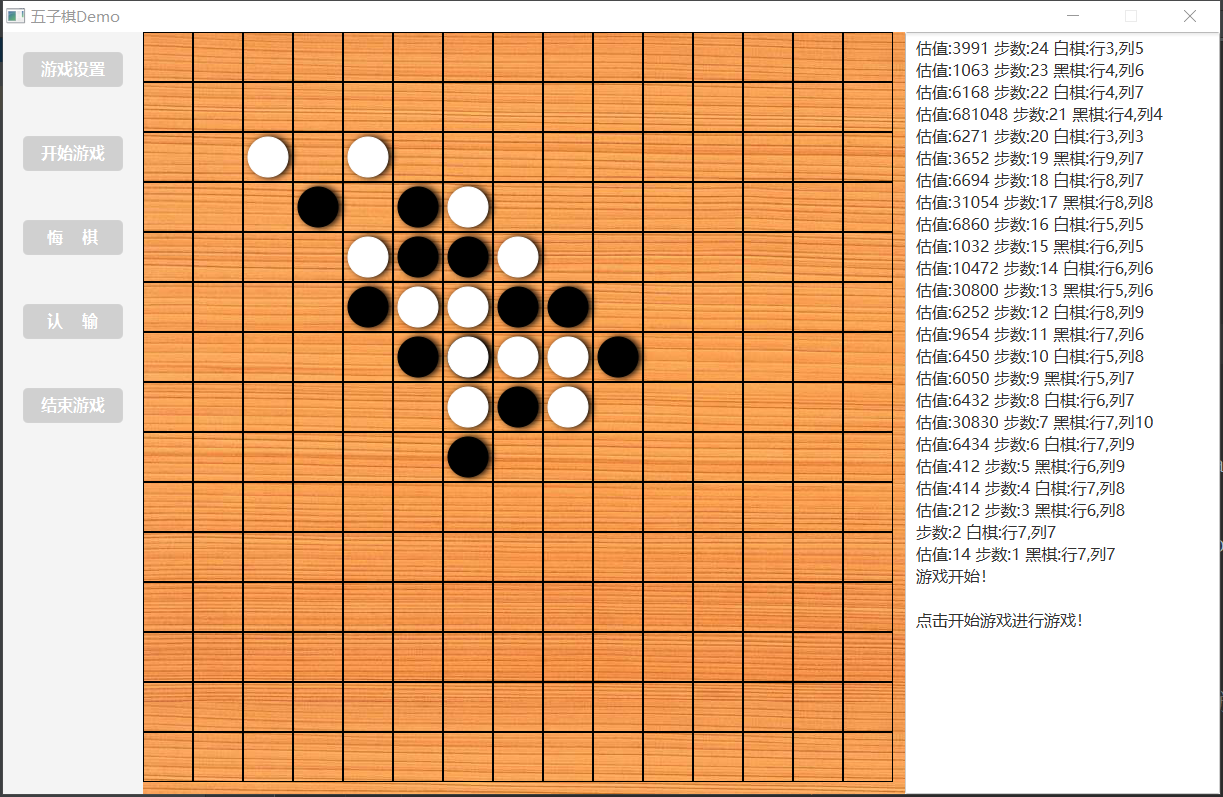 五子棋Demo
游戏设置
开始游戏
悔 棋
认 输
结束游戏
估值:3991 步数:24 白棋:行3,列5
估值:1063 步数:23 黑棋:行4,列6
估值:6168 步数:22 白棋:行4,列7
估值:681048 步数:21 黑棋:行4,列4
估值:6271 步数:20 白棋:行3,列3
估值:3652 步数:19 黑棋:行9,列7
估值:6694 步数:18 白棋:行8,列7
估值:31054 步数:17 黑棋:行8,列8
估值:6860 步数:16 白棋:行5,列5
估值:1032 步数:15 黑棋:行6,列5
估值:10472 步数:14 白棋:行6,列6
估值:30800 步数:13 黑棋:行5,列6
估值:6252 步数:12 白棋:行8,列9
估值:9654 步数:11 黑棋:行7,列6
估值:6450 步数:10 白棋:行5,列8
估值:6050 步数:9 黑棋:行5,列7
估值:6432 步数:8 白棋:行6,列7
估值:30830 步数:7 黑棋:行7,列10
估值:6434 步数:6 白棋:行7,列9
估值:412 步数:5 黑棋:行6,列9
估值:414 步数:4 白棋:行7,列8
估值:212 步数:3 黑棋:行6,列8
步数:2 白棋:行7,列7
估值:14 步数:1 黑棋:行7,列7
游戏开始!
点击开始游戏进行游戏!